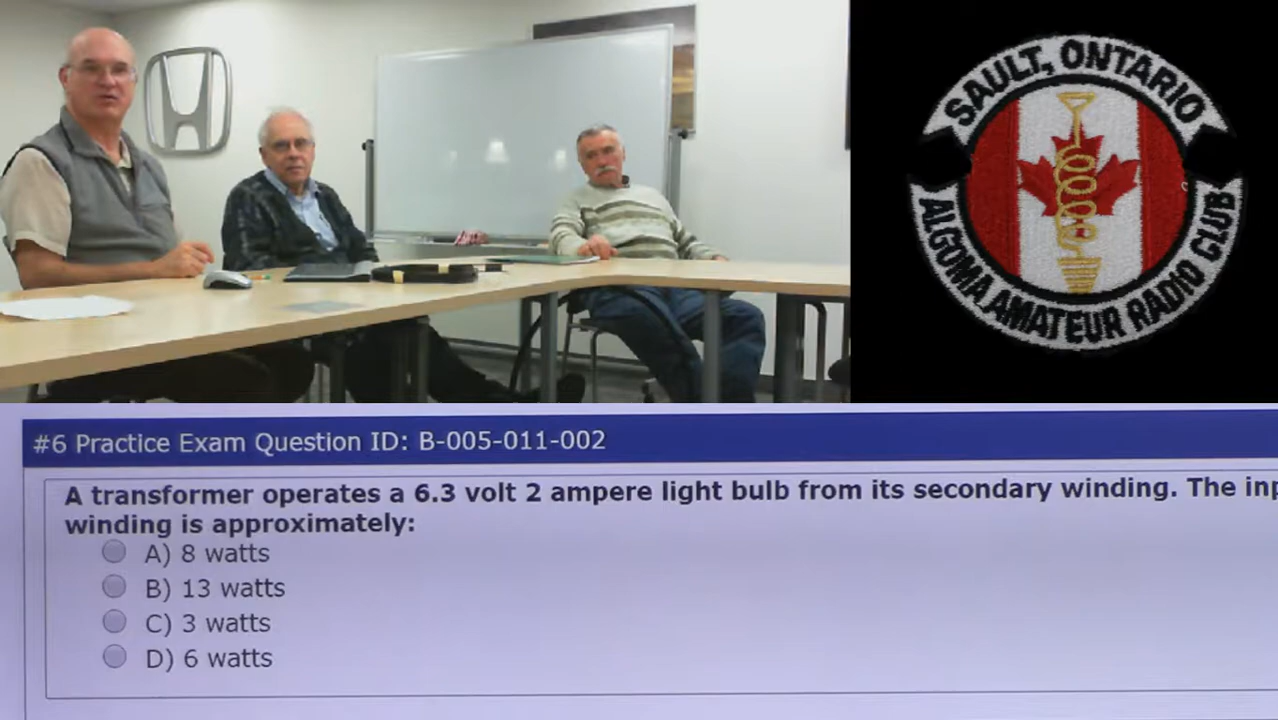 SAULT, ONTARIO
ALGOMA AMATEUR RADIO CLUB
#6 Practice Exam Question ID: B-005-011-002
A transformer operates a 6.3 volt 2 ampere light bulb from its secondary winding. The inp
winding is approximately:
A) 8 watts
B) 13 watts
C) 3 watts
D) 6 watts